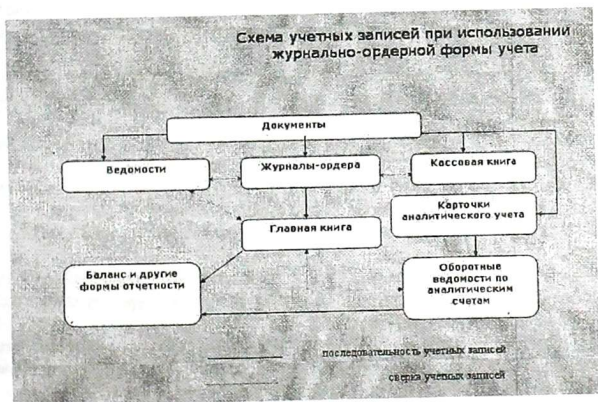 Схема учетных записей при использовании
журнально-ордерной формы учета
Документы
Ведомости
Журналы-ордера
Кассовая книга
Карточки
аналитического учета
Главная книга
Баланс и другие
формы отчетности
Оборотные
ведомости по
аналитическим
счетам
последовательность учетных записей
сверка учетных записей